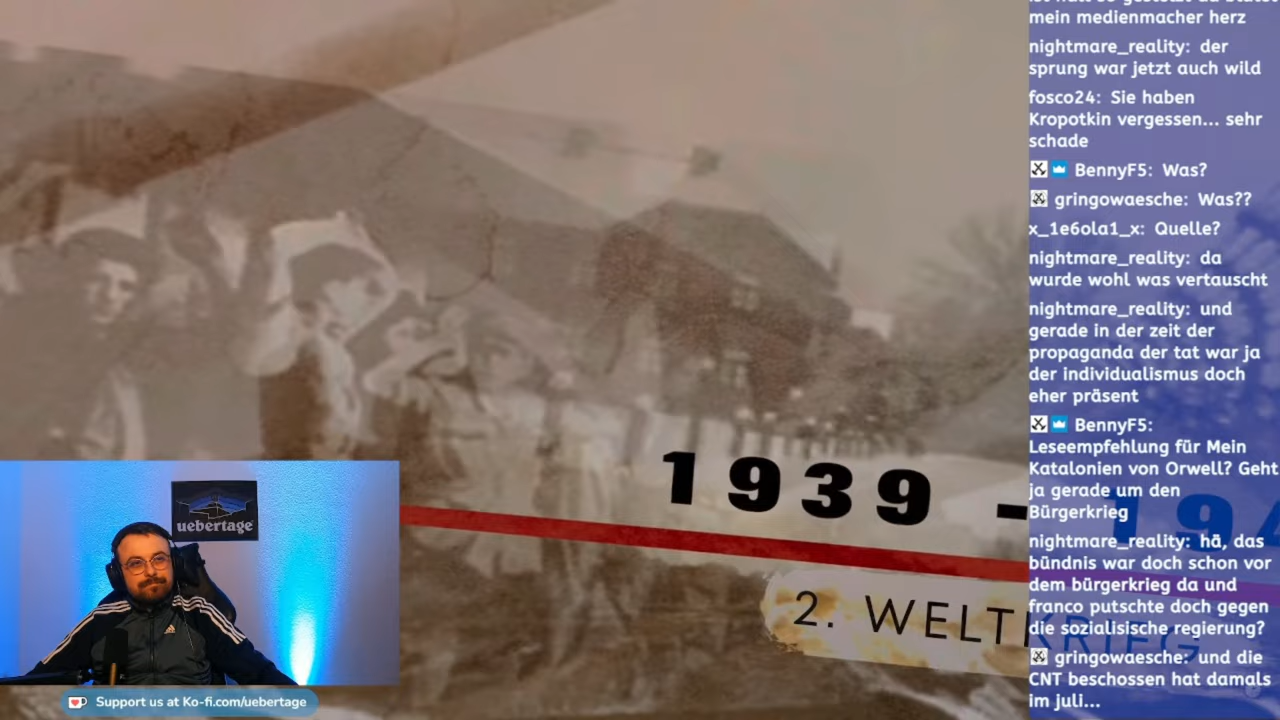 mein medienmacher herz
nightmare_reality: der
sprung war jetzt auch wild
fosco24: Sie haben
Kropotkin vergessen... sehr
schade
BennyF5: Was?
gringowaesche: Was??
x_1e6ola1_x: Quelle?
nightmare_reality: da
wurde wohl was vertauscht
nightmare_reality: und
gerade in der zeit der
propaganda der tat war ja
der individualismus doch
eher präsent
BennyF5:
Leseempfehlung für Mein
Katalonien von Orwell? Geht
ja gerade um den
Bürgerkrieg
nightmare_reality: hä, das
bündnis war doch schon vor
dem bürgerkrieg da und
franco putschte doch gegen
die sozialisische regierung?
gringowaesche: und die
CNT beschossen hat damals
im juli...
1939 - 194
2. WELTKRIEG
uebertage
Support us at Ko-fi.com/uebertage